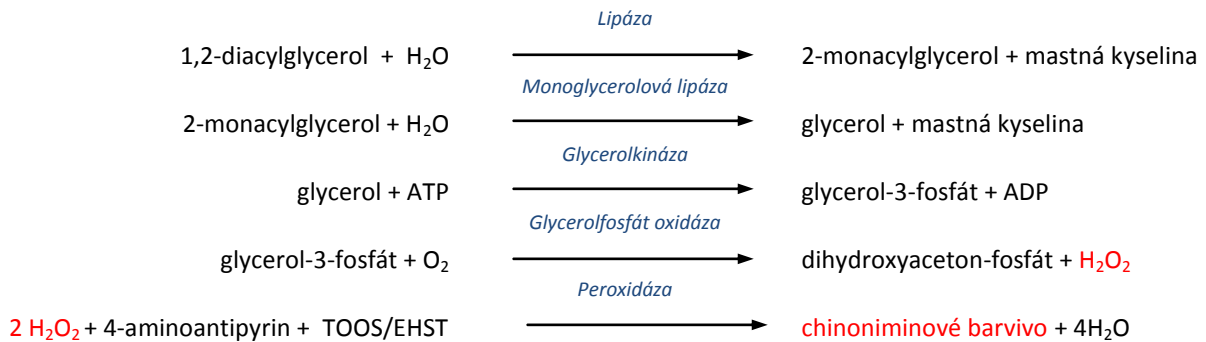 Lipáza
1,2-diacylglycerol + H₂O 2-monacylglycerol + mastná kyselina
Monoglycerolová lipáza
2-monacylglycerol + H₂O glycerol + mastná kyselina
Glycerolkináza
glycerol + ATP glycerol-3-fosfát + ADP
Glycerolfosfát oxidáza
glycerol-3-fosfát + O₂ dihydroxyaceton-fosfát + H₂O₂
Peroxidáza
2 H₂O₂ + 4-aminoantipyrin + TOOS/EHST chinoniminové barvivo + 4H₂O